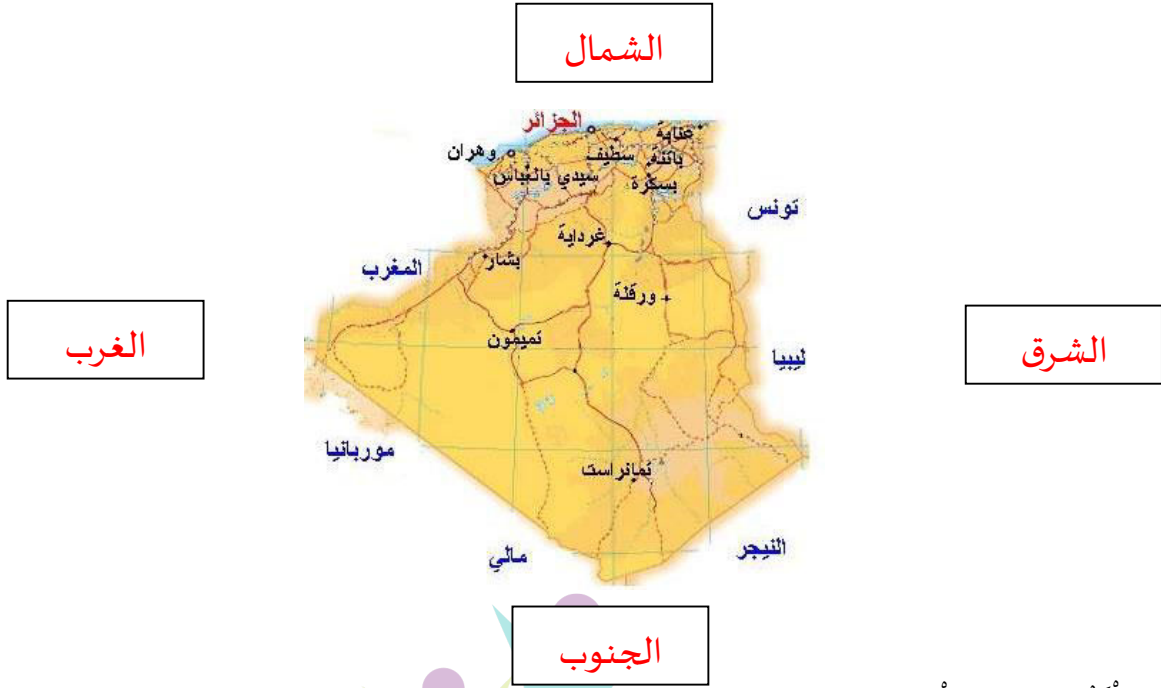 الشمال
الجزائر
عنابة
وهران
سطيف
باتنة
سيدي بالعباس
بسكرة
تونس
غرداية
المغرب
بشار
ورقلة
الغرب
الشرق
تميمون
ليبيا
موريتانيا
تمانراست
مالي
النيجر
الجنوب